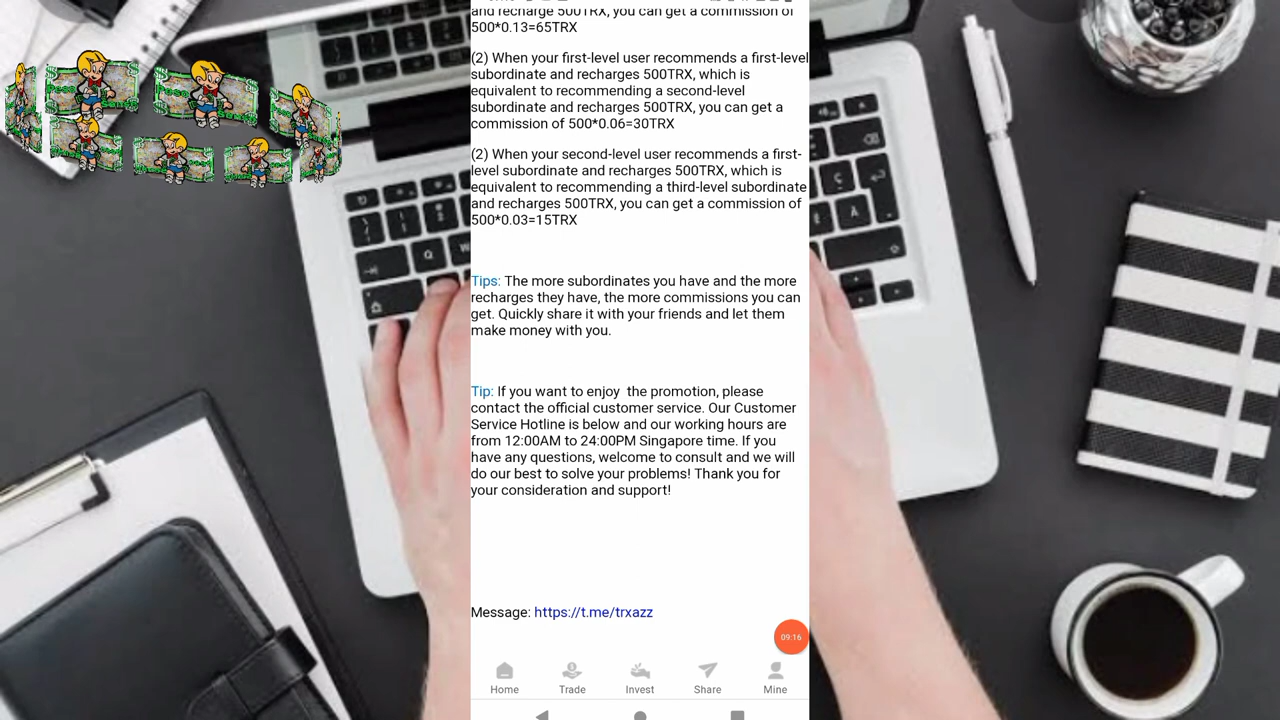 and recharge 500TRX, you can get a commission of
500*0.13=65TRX
(2) When your first-level user recommends a first-level
subordinate and recharges 500TRX, which is
equivalent to recommending a second-level
subordinate and recharges 500TRX, you can get a
commission of 500*0.06=30TRX
(2) When your second-level user recommends a first-
level subordinate and recharges 500TRX, which is
equivalent to recommending a third-level subordinate
and recharges 500TRX, you can get a commission of
500*0.03=15TRX
Tips: The more subordinates you have and the more
recharges they have, the more commissions you can
get. Quickly share it with your friends and let them
make money with you.
Tip: If you want to enjoy  the promotion, please
contact the official customer service. Our Customer
Service Hotline is below and our working hours are
from 12:00AM to 24:00PM Singapore time. If you
have any questions, welcome to consult and we will
do our best to solve your problems! Thank you for
your consideration and support!
Message: https://t.me/trxazz
09:16
Home Trade Invest Share Mine